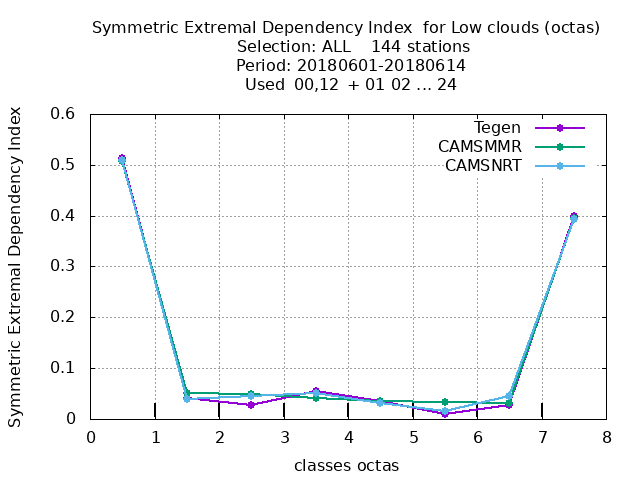 Symmetric Extremal Dependency Index for Low clouds (octas)
Selection: ALL 144 stations
Period: 20180601-20180614
Used 00,12 + 01 02 ... 24
Symmetric Extremal Dependency Index
0.6
0.5
0.4
0.3
0.2
0.1
0
Tegen
CAMSMMR
CAMSNRT
0 1 2 3 4 5 6 7 8
classes octas